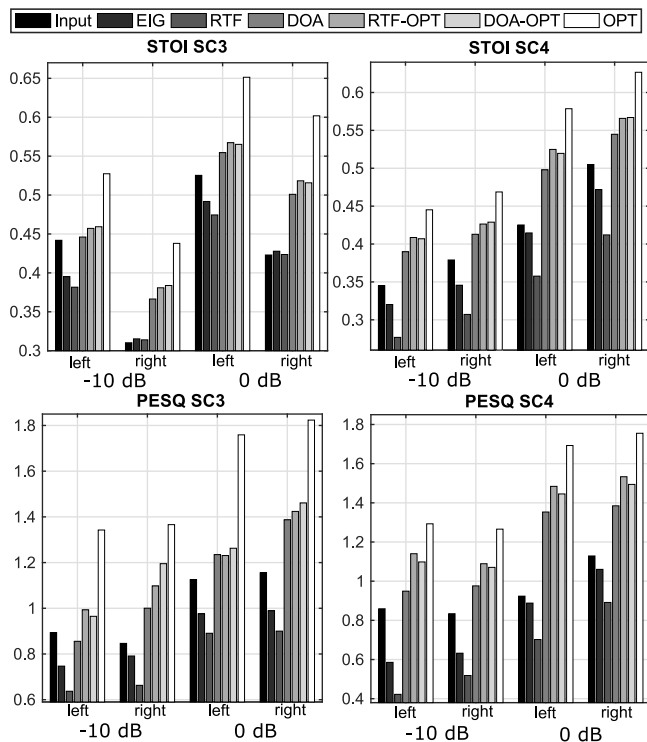 Input EIG RTF DOA RTF-OPT DOA-OPT OPT
STOI SC3
0.65
0.6
0.55
0.5
0.45
0.4
0.35
0.3
left right left right
-10 dB 0 dB
STOI SC4
0.6
0.55
0.5
0.45
0.4
0.35
0.3
left right left right
-10 dB 0 dB
PESQ SC3
1.8
1.6
1.4
1.2
1
0.8
0.6
left right left right
-10 dB 0 dB
PESQ SC4
1.8
1.6
1.4
1.2
1
0.8
0.6
0.4
left right left right
-10 dB 0 dB